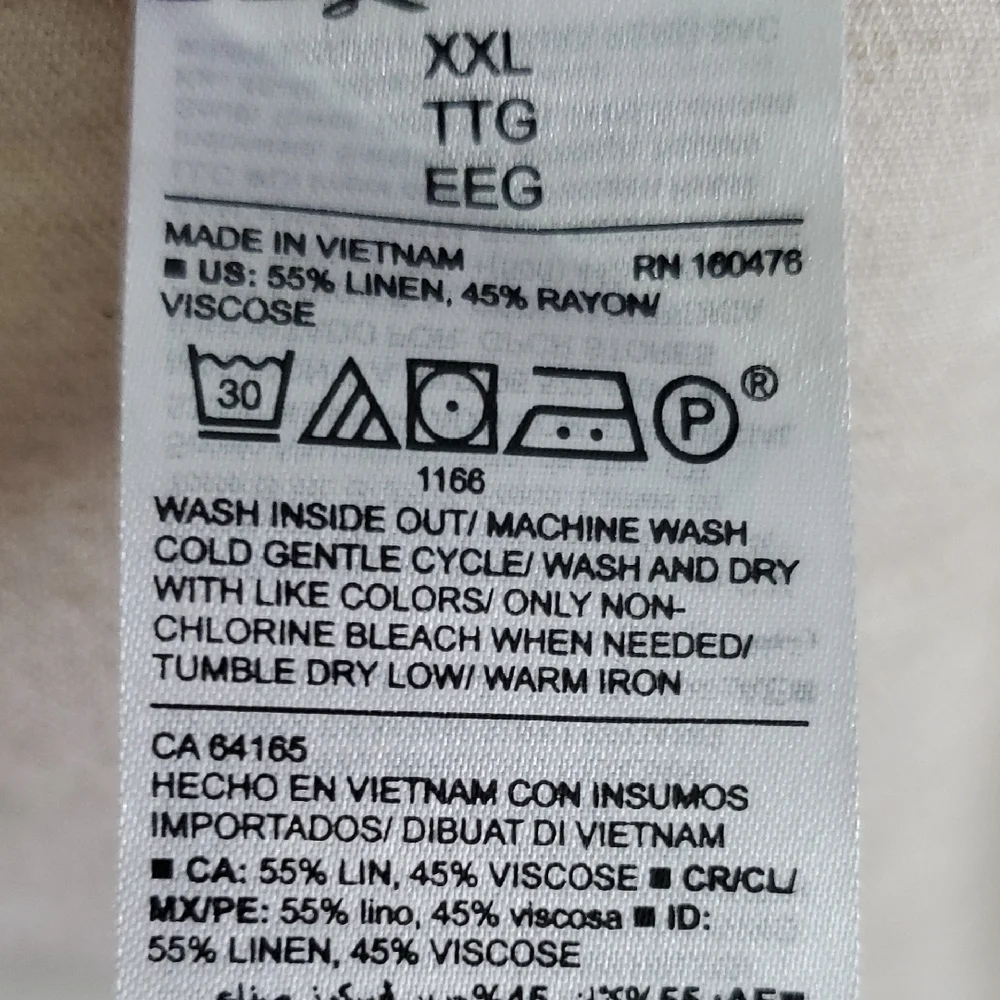 XXL
TTG
EEG
MADE IN VIETNAM RN 160476
■ US: 55% LINEN, 45% RAYON/
VISCOSE
30 P ®
1166
WASH INSIDE OUT/ MACHINE WASH
COLD GENTLE CYCLE/ WASH AND DRY
WITH LIKE COLORS/ ONLY NON-
CHLORINE BLEACH WHEN NEEDED/
TUMBLE DRY LOW/ WARM IRON
CA 64165
HECHO EN VIETNAM CON INSUMOS
IMPORTADOS/ DIBUAT DI VIETNAM
■ CA: 55% LIN, 45% VISCOSE ■ CR/CL/
MX/PE: 55% lino, 45% viscosa ■ ID:
55% LINEN, 45% VISCOSE